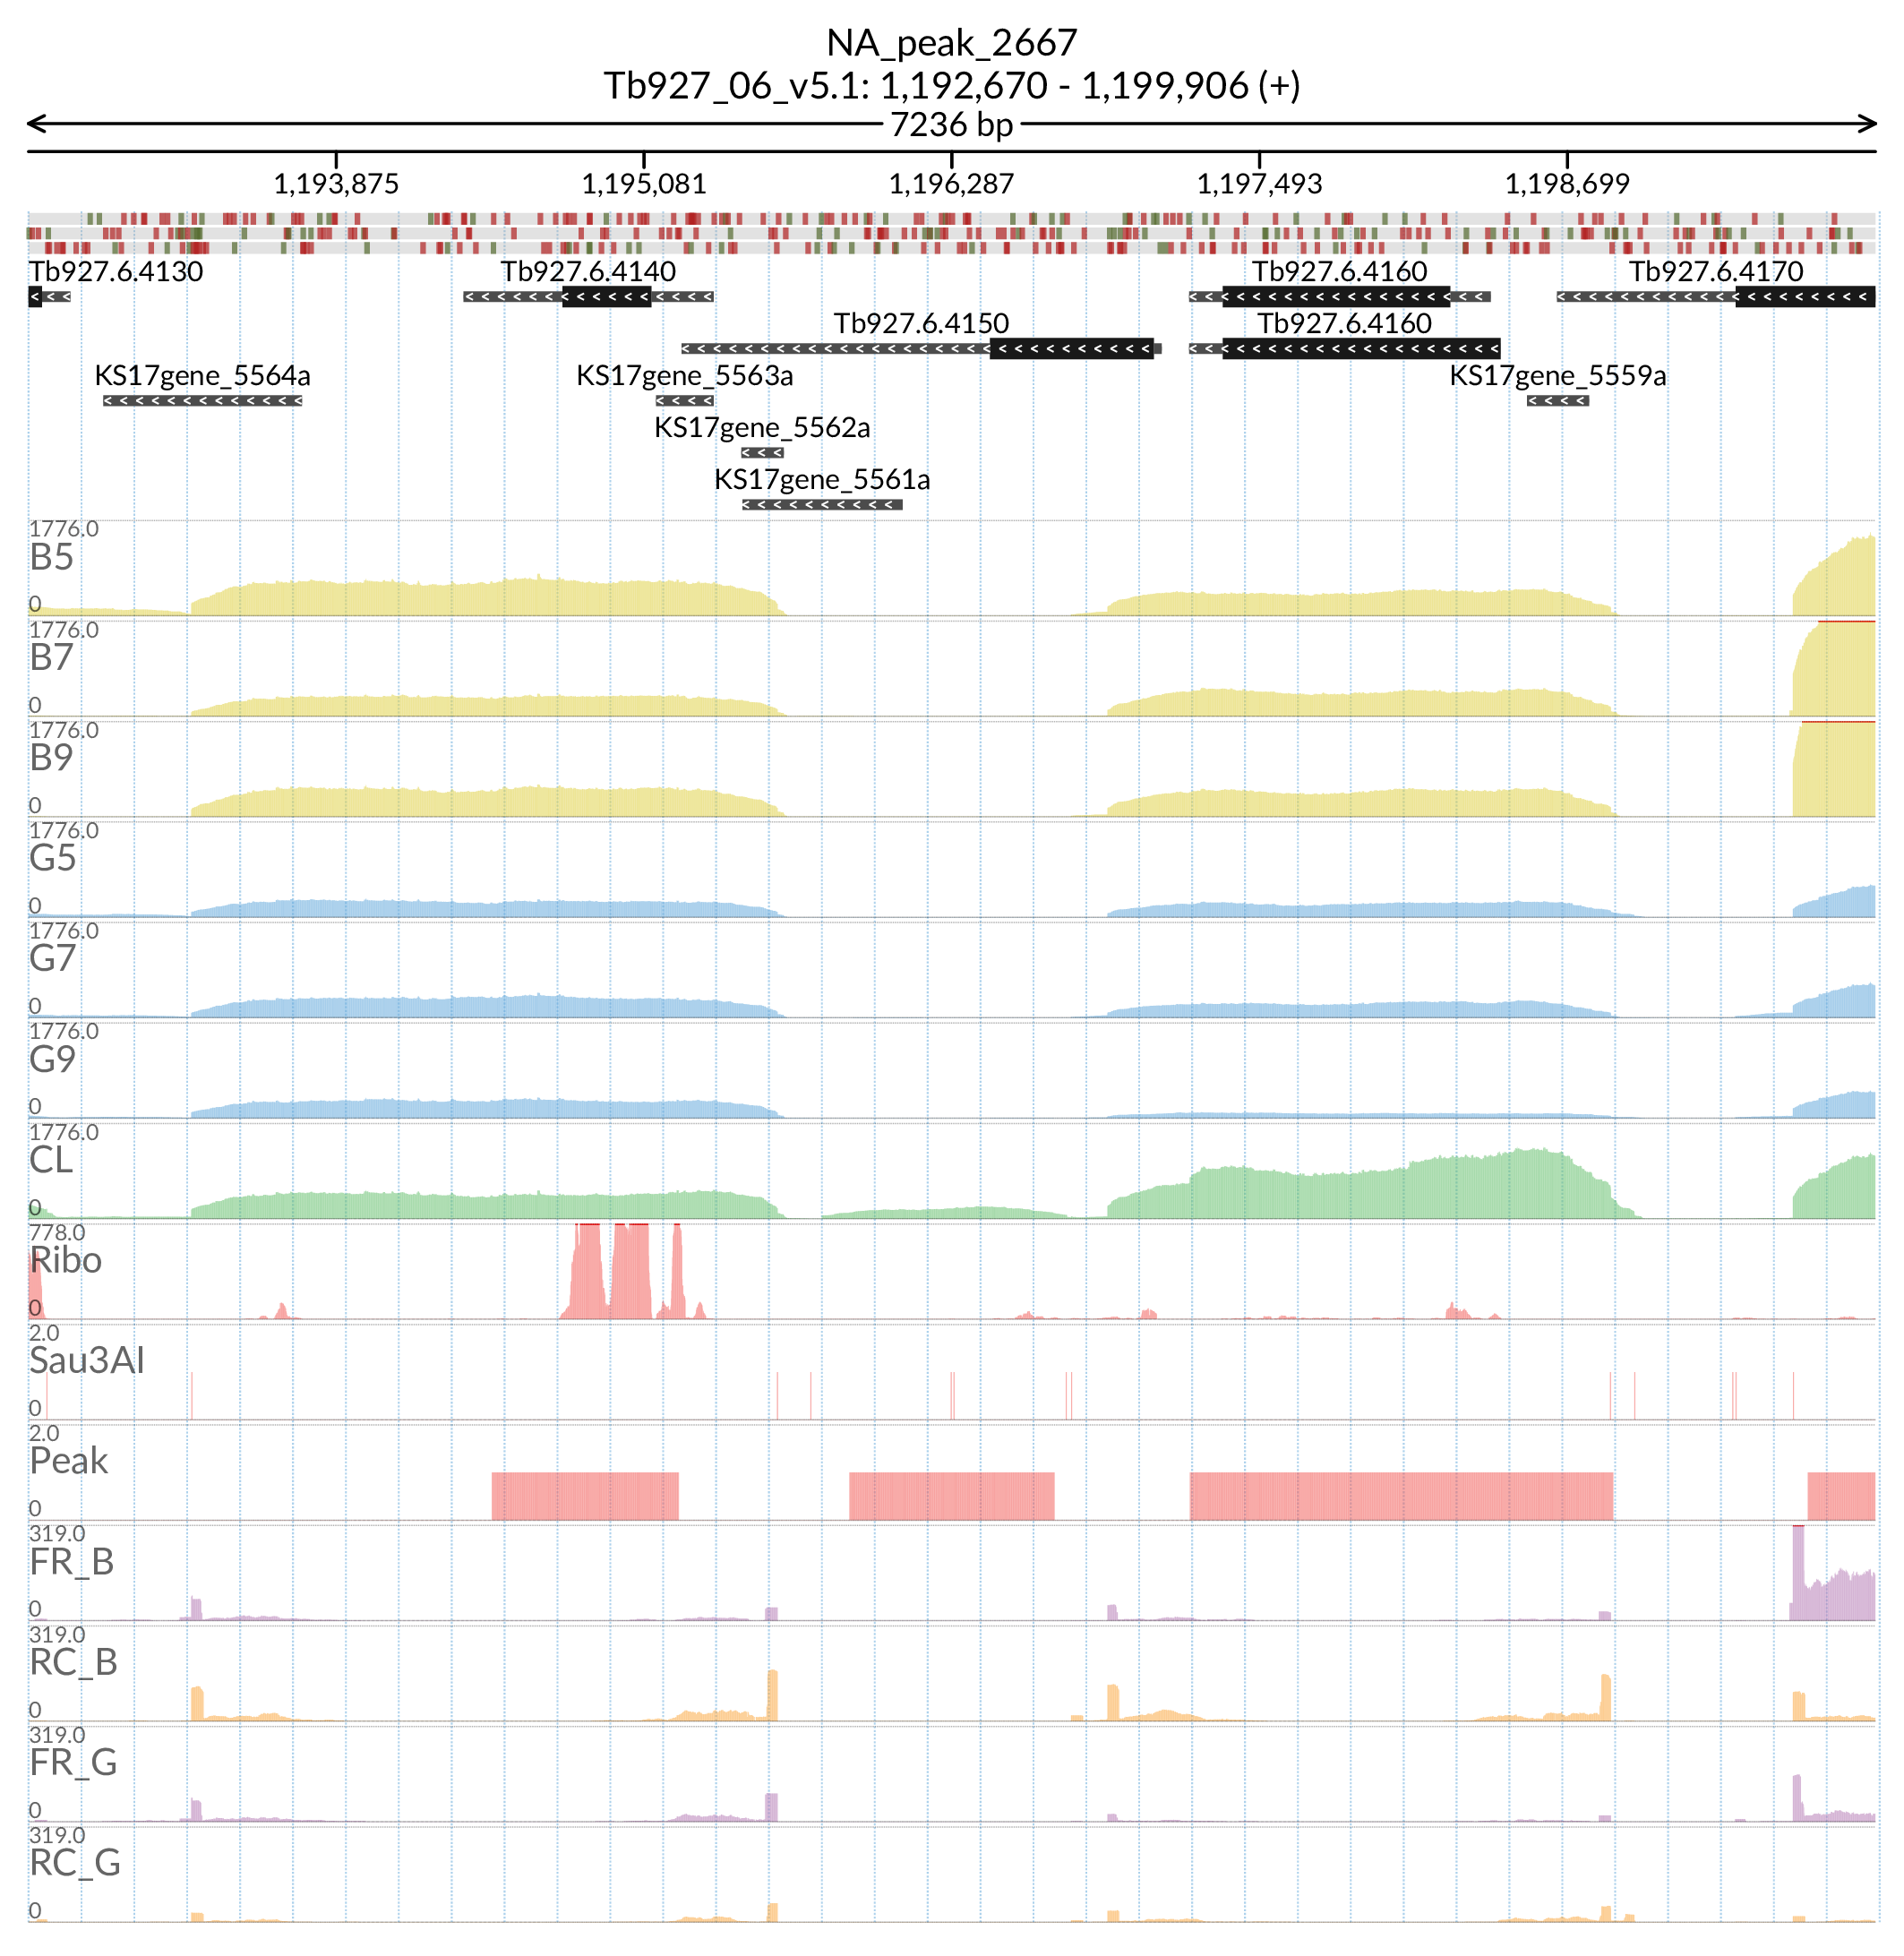 NA_peak_2667
Tb927_06_v5.1: 1,192,670 - 1,199,906 (+)
7236 bp
1,193,875 1,195,081 1,196,287 1,197,493 1,198,699
Tb927.6.4130 Tb927.6.4140 Tb927.6.4160 Tb927.6.4170
Tb927.6.4150 Tb927.6.4160
KS17gene_5564a KS17gene_5563a KS17gene_5559a
KS17gene_5562a
KS17gene_5561a
1776.0
B5
0
1776.0
B7
0
1776.0
B9
0
1776.0
G5
0
1776.0
G7
0
1776.0
G9
0
1776.0
CL
0
778.0
Ribo
0
2.0
Sau3AI
0
2.0
Peak
0
319.0
FR_B
0
319.0
RC_B
0
319.0
FR_G
0
319.0
RC_G
0